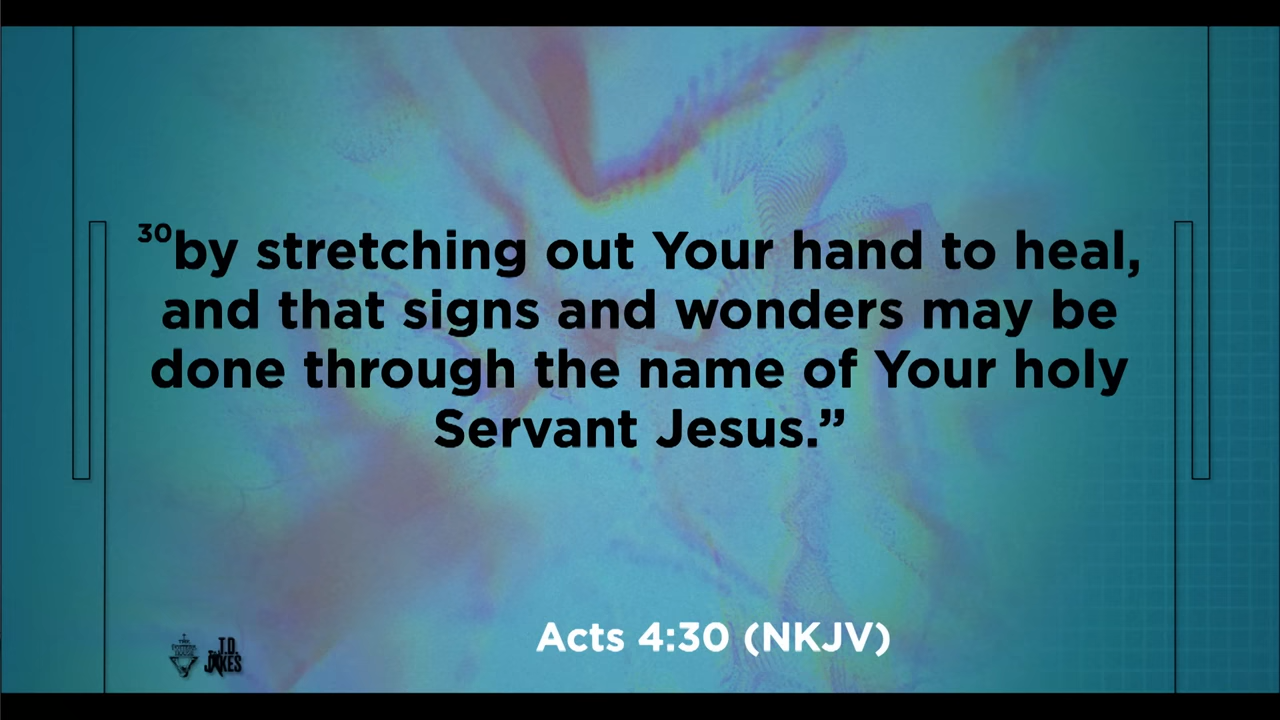 30by stretching out Your hand to heal,
and that signs and wonders may be
done through the name of Your holy
Servant Jesus.”
Acts 4:30 (NKJV)
T.D.
JAKES